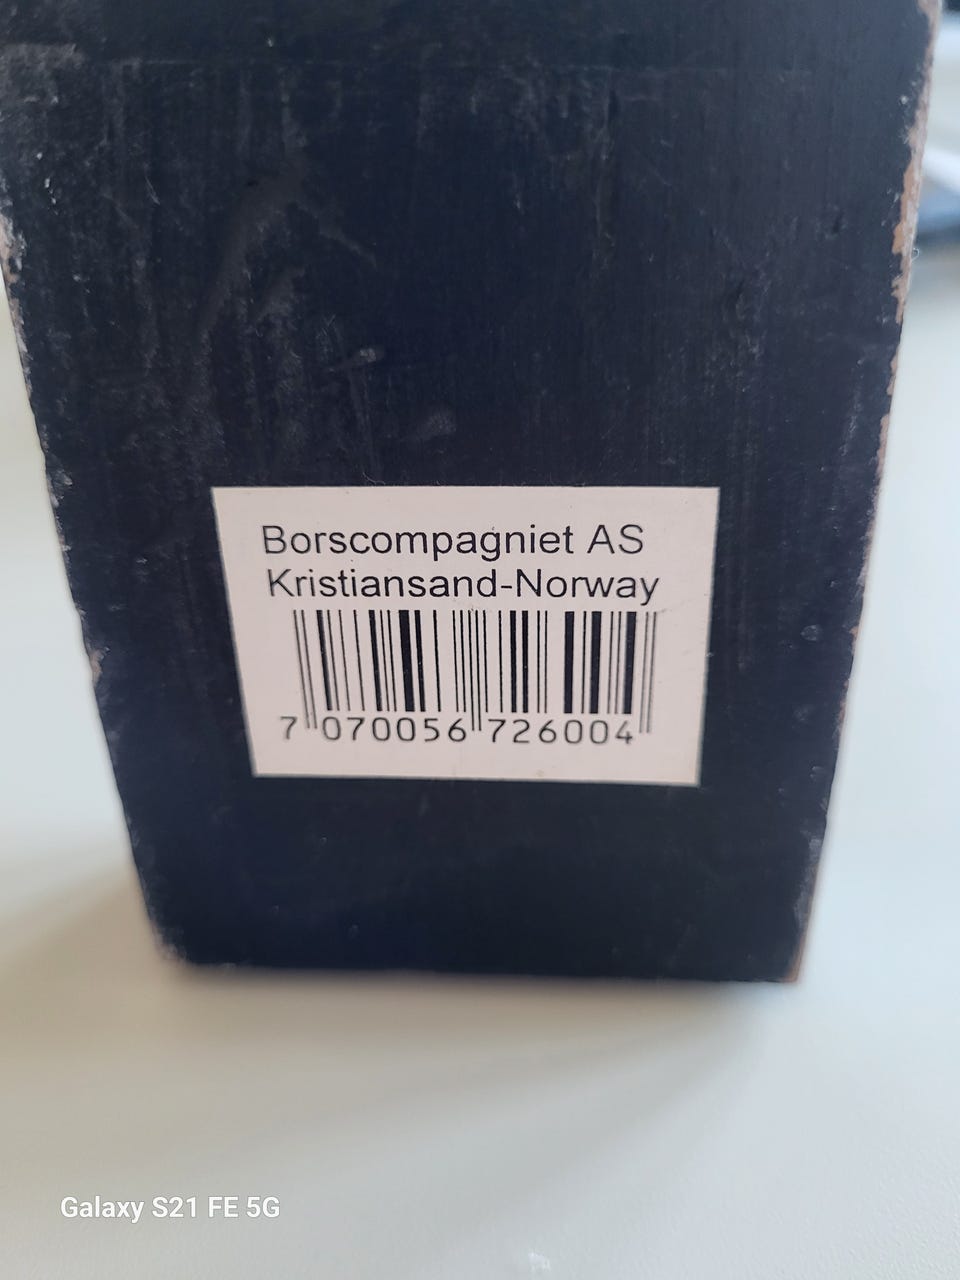 Borscompagniet AS
Kristiansand-Norway
7 070056 726004
Galaxy S21 FE 5G